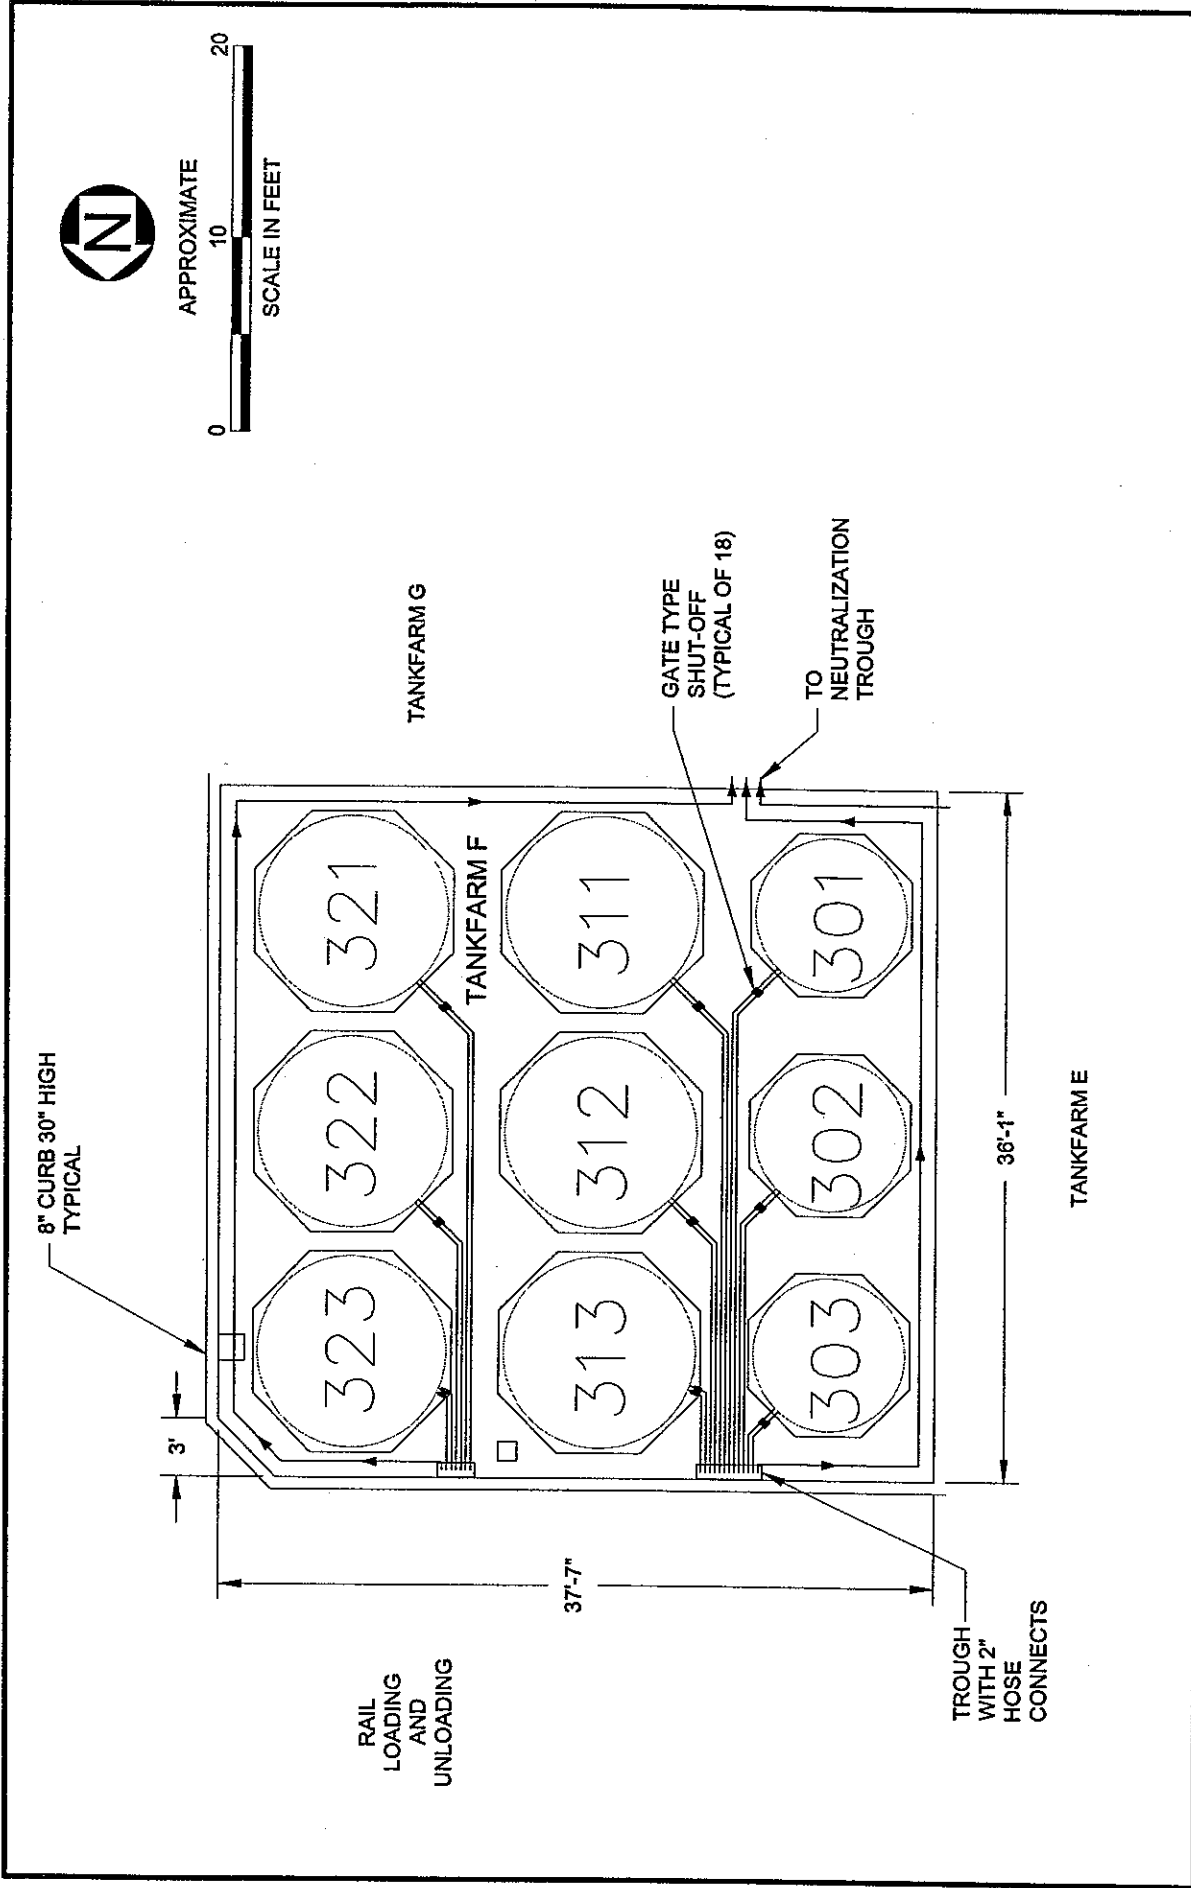 N
APPROXIMATE
0 10 20
SCALE IN FEET
8" CURB 30" HIGH
TYPICAL
3'
RAIL
LOADING
AND
UNLOADING
37'-7"
323
322
321
TANKFARM F
313
312
311
303
302
301
TANKFARM G
GATE TYPE
SHUT-OFF
(TYPICAL OF 18)
TO
NEUTRALIZATION
TROUGH
TROUGH
WITH 2"
HOSE
CONNECTS
36'-1"
TANKFARM E